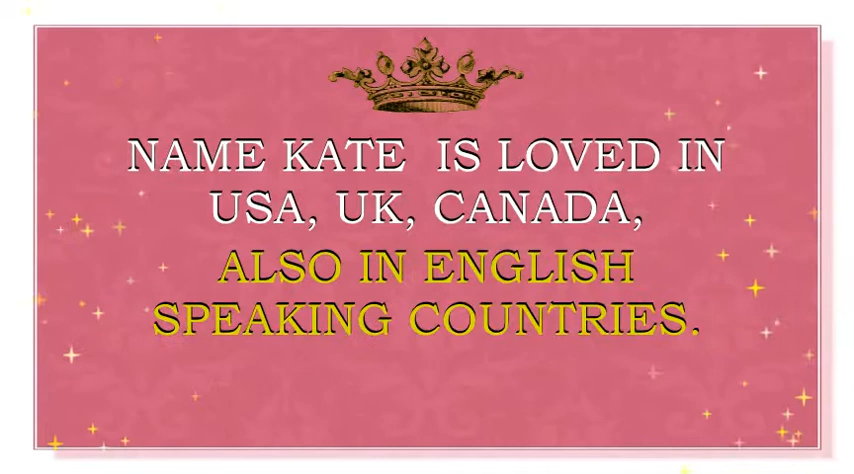 NAME KATE  IS LOVED IN
USA, UK, CANADA,
ALSO IN ENGLISH
SPEAKING COUNTRIES.